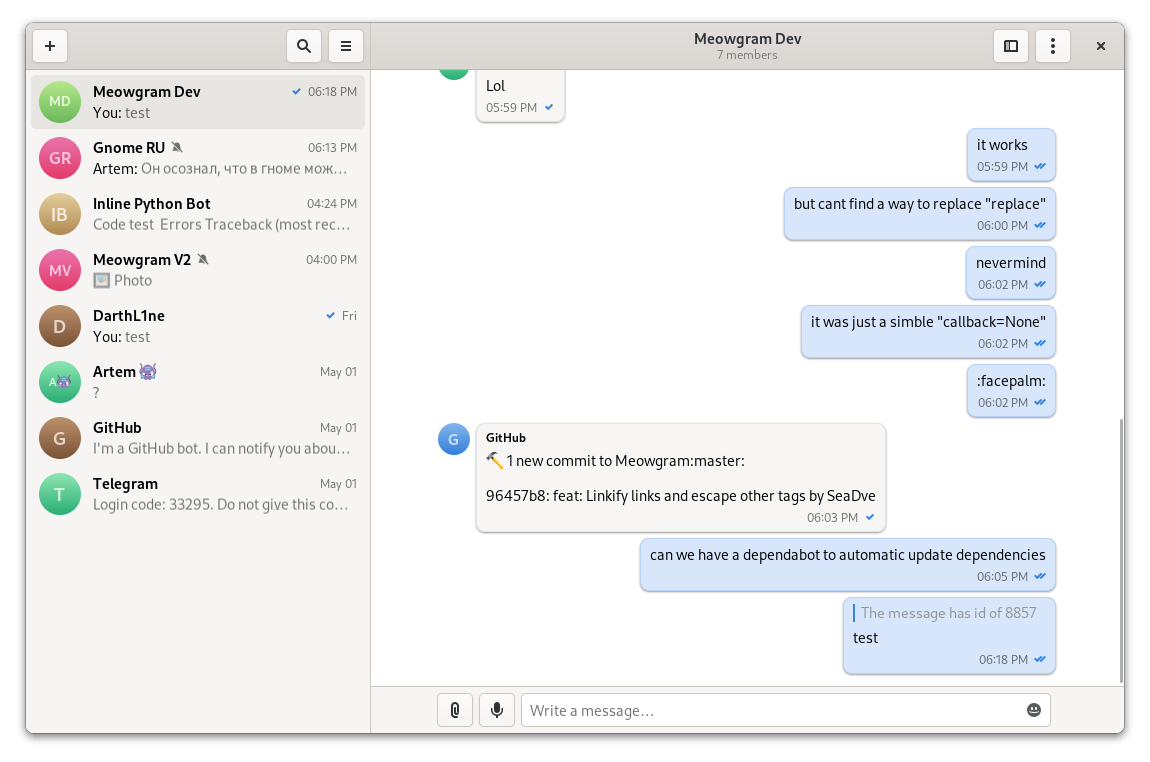 Meowgram Dev
7 members
MD
Meowgram Dev 06:18 PM
You: test
GR
Gnome RU 06:13 PM
Artem: Он осознал, что в гноме мож…
IB
Inline Python Bot 04:24 PM
Code test Errors Traceback (most rec…
MV
Meowgram V2 04:00 PM
Photo
D
DarthL1ne Fri
You: test
A
Artem May 01
?
G
GitHub May 01
I'm a GitHub bot. I can notify you abou…
T
Telegram May 01
Login code: 33295. Do not give this co…
Lol
05:59 PM
it works
05:59 PM
but cant find a way to replace "replace"
06:00 PM
nevermind
06:02 PM
it was just a simble "callback=None"
06:02 PM
:facepalm:
06:02 PM
G
GitHub
🔨 1 new commit to Meowgram:master:
96457b8: feat: Linkify links and escape other tags by SeaDve
06:03 PM
can we have a dependabot to automatic update dependencies
06:05 PM
The message has id of 8857
test
06:18 PM
Write a message…